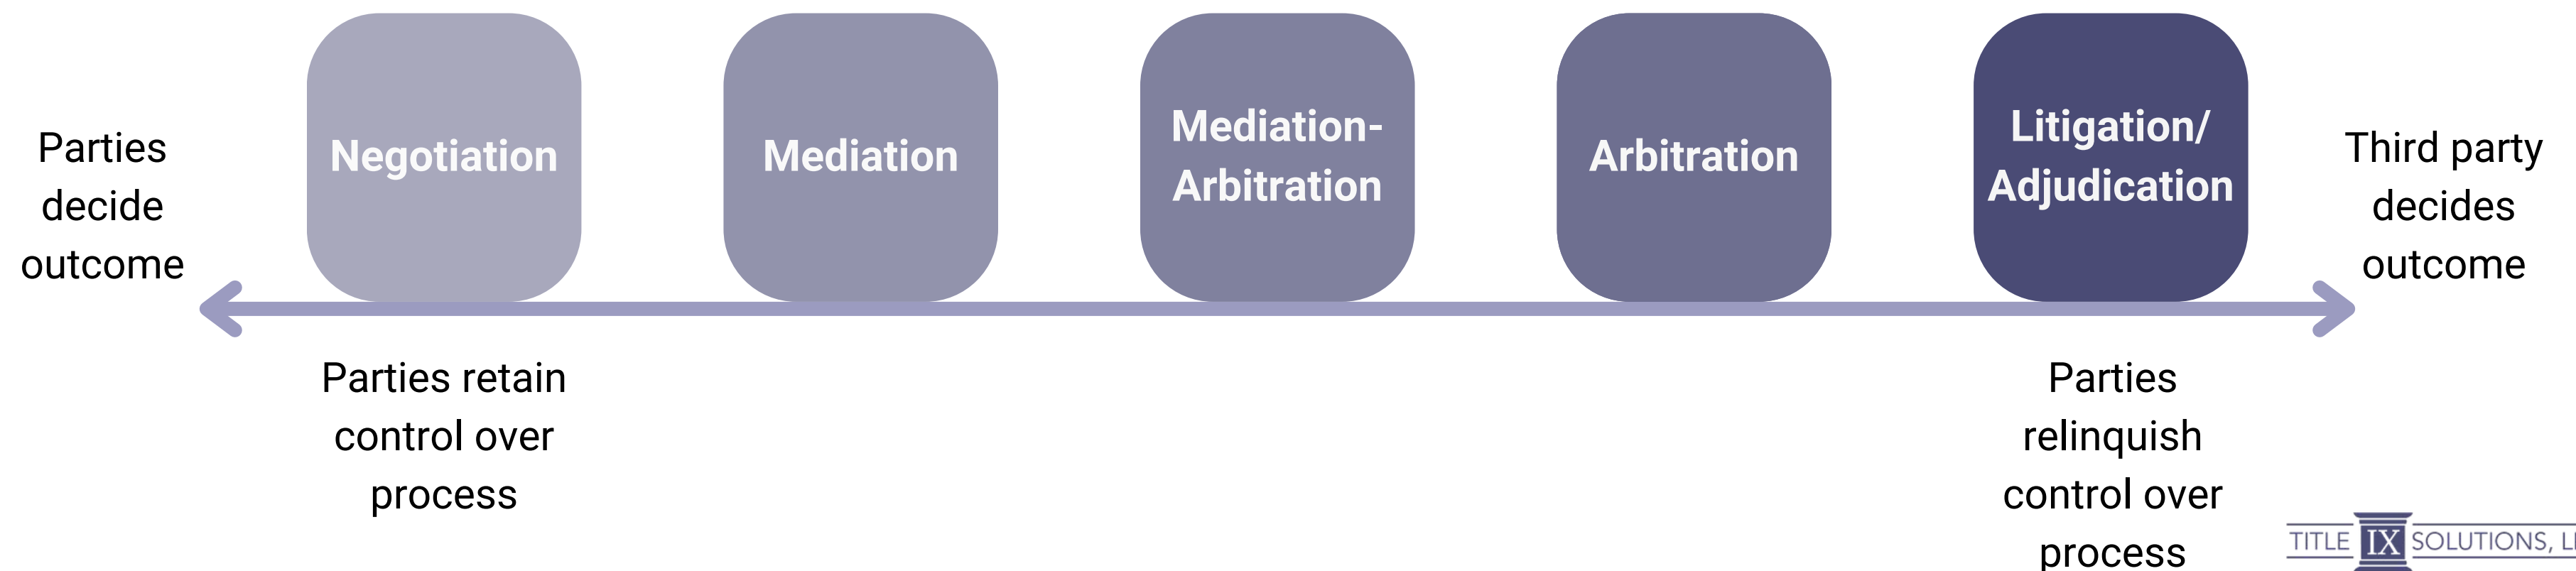 Parties
decide
outcome
Negotiation
Mediation
Mediation-
Arbitration
Arbitration
Litigation/
Adjudication
Third party
decides
outcome
Parties retain
control over
process
Parties
relinquish
control over
process
TITLE IX SOLUTIONS,